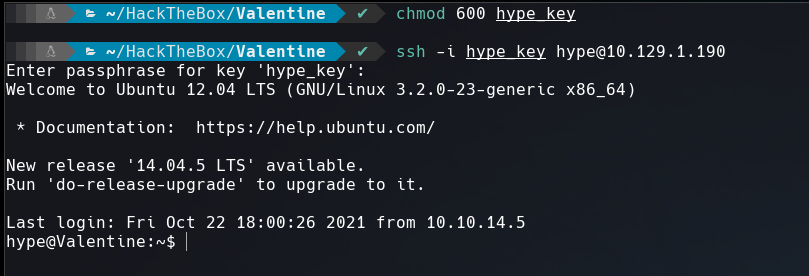 ~/HackTheBox/Valentine ✔ chmod 600 hype_key
~/HackTheBox/Valentine ✔ ssh -i hype_key hype@10.129.1.190
Enter passphrase for key 'hype_key':
Welcome to Ubuntu 12.04 LTS (GNU/Linux 3.2.0-23-generic x86_64)
* Documentation:  https://help.ubuntu.com/
New release '14.04.5 LTS' available.
Run 'do-release-upgrade' to upgrade to it.
Last login: Fri Oct 22 18:00:26 2021 from 10.10.14.5
hype@Valentine:~$